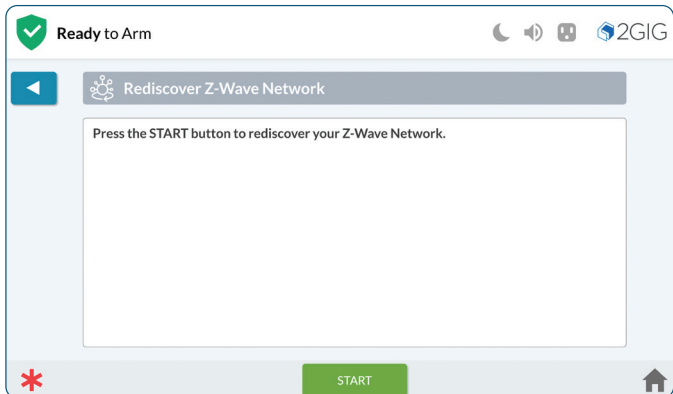 Ready to Arm
2GIG
Rediscover Z-Wave Network
Press the START button to rediscover your Z-Wave Network.
START